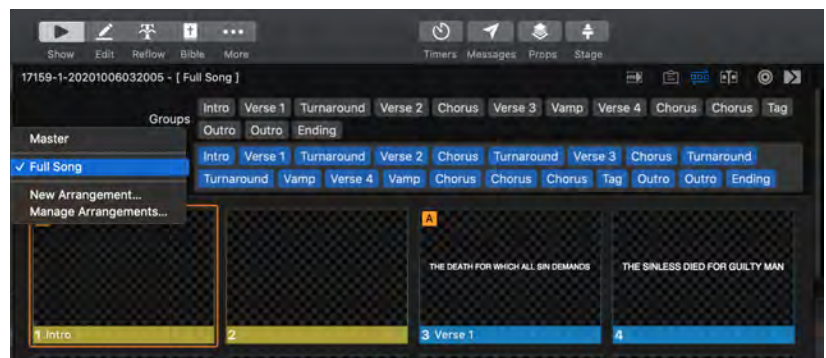 Show Edit Reflow Bible More Timers Messages Props Stage
17159-1-20201006032005 - [ Full Song ]
Groups
Intro Verse 1 Turnaround Verse 2 Chorus Verse 3 Vamp Verse 4 Chorus Chorus Tag
Outro Outro Ending
Master
✓ Full Song
New Arrangement...
Manage Arrangements...
Intro Verse 1 Turnaround Verse 2 Chorus Turnaround Verse 3 Chorus Turnaround
Turnaround Vamp Verse 4 Vamp Chorus Chorus Chorus Tag Outro Outro Ending
A
THE DEATH FOR WHICH ALL SIN DEMANDS
THE SINLESS DIED FOR GUILTY MAN
1 Intro
2
3 Verse 1
4